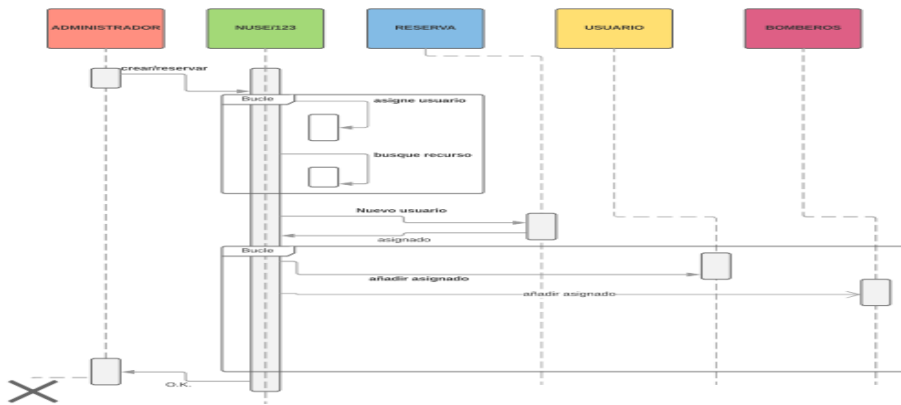 ADMINISTRADOR
NUSE/123
RESERVA
USUARIO
BOMBEROS
crear/reservar
Bucle
asigne usuario
busque recurso
Nuevo usuario
asignado
Bucle
añadir asignado
añadir asignado
O.K.